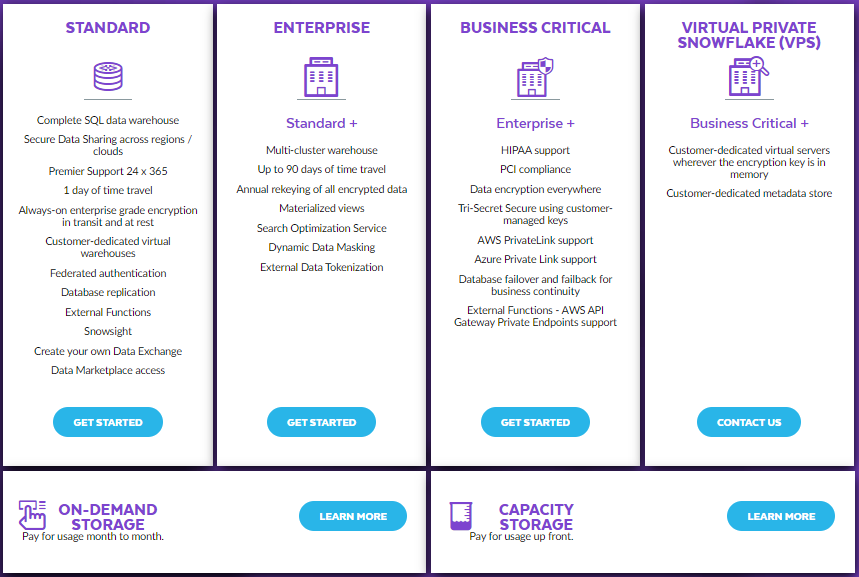 STANDARD
Complete SQL data warehouse
Secure Data Sharing across regions /
clouds
Premier Support 24 x 365
1 day of time travel
Always-on enterprise grade encryption
in transit and at rest
Customer-dedicated virtual
warehouses
Federated authentication
Database replication
External Functions
Snowsight
Create your own Data Exchange
Data Marketplace access
GET STARTED
ENTERPRISE
Standard +
Multi-cluster warehouse
Up to 90 days of time travel
Annual rekeying of all encrypted data
Materialized views
Search Optimization Service
Dynamic Data Masking
External Data Tokenization
GET STARTED
BUSINESS CRITICAL
Enterprise +
HIPAA support
PCI compliance
Data encryption everywhere
Tri-Secret Secure using customer-
managed keys
AWS PrivateLink support
Azure Private Link support
Database failover and failback for
business continuity
External Functions - AWS API
Gateway Private Endpoints support
GET STARTED
VIRTUAL PRIVATE
SNOWFLAKE (VPS)
Business Critical +
Customer-dedicated virtual servers
wherever the encryption key is in
memory
Customer-dedicated metadata store
CONTACT US
ON-DEMAND
STORAGE
Pay for usage month to month.
LEARN MORE
CAPACITY
STORAGE
Pay for usage up front.
LEARN MORE